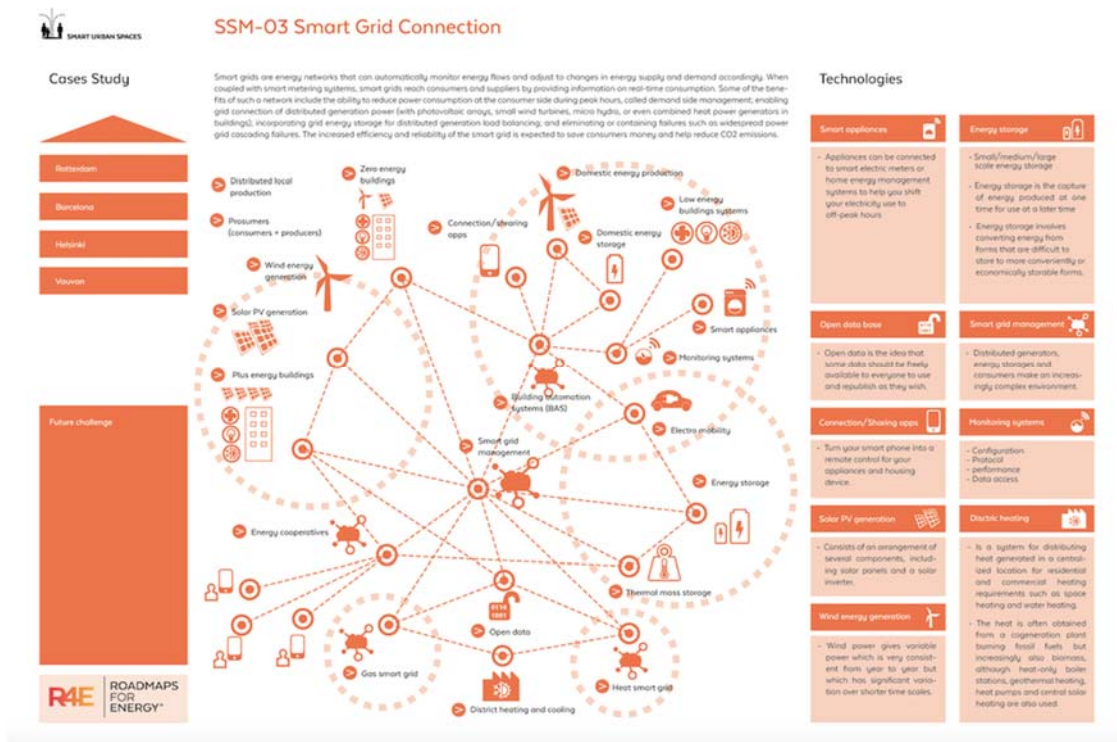 SMART URBAN SPACES
SSM-03 Smart Grid Connection
Cases Study
Rotterdam
Barcelona
Helsinki
Vauvan
Future challenge
R4E
ROADMAPS
FOR
ENERGY
Smart grids are energy networks that can automatically monitor energy flows and adjust to changes in energy supply and demand accordingly. When
coupled with smart metering systems, smart grids reach consumers and suppliers by providing information on real-time consumption. Some of the bene-
fits of such a network include the ability to reduce power consumption at the consumer side during peak hours, called demand side management; enabling
grid connection of distributed generation power (with photovoltaic arrays, small wind turbines, micro hydro, or even combined heat power generators in
buildings); incorporating grid energy storage for distributed generation load balancing; and eliminating or containing failures such as widespread power
grid cascading failures. The increased efficiency and reliability of the smart grid is expected to save consumers money and help reduce CO2 emissions.
Distributed local
production
Zero energy
buildings
Domestic energy production
Prosumers
(consumers + producers)
Connection/shraring
apps
Low energy
buildings systems
Domestic energy
storage
Wind energy
generation
Solar PV generation
Smart appliances
Monitoring systems
Plus energy buildings
Building automation
systems (BAS)
Electro mobility
Smart grid
management
Energy storage
Energy cooperatives
Thermal mass storage
0110
1001
Open data
Gas smart grid
Heat smart grid
District heating and cooling
Technologies
Smart appliances
- Appliances can be connected
to smart electric meters or
home energy management
systems to help you shift
your electricity use to
off-peak hours
Energy storage
- Small/medium/large
scale energy storage
- Energy storage is the capture
of energy produced at one
time for use at a later time
- Energy storage involves
converting energy from
forms that are difficult to
store to more conveniently or
economically storable forms.
Open data base
- Open data is the idea that
some data should be freely
available to everyone to use
and republish as they wish.
Smart grid management
- Distributed generators,
energy storages and
consumers make an increas-
ingly complex environment.
Connection/Sharing apps
- Turn your smart phone into a
remote control for your
appliances and housing
device.
Monitoring systems
- Configuration
- Protocol
- performance
- Data access
Solar PV generation
- Consists of an arrangement of
several components, includ-
ing solar panels and a solar
inverter.
Wind energy generation
- Wind power gives variable
power which is very consist-
ent from year to year but
which has significant varia-
tion over shorter time scales.
Disctric heating
- Is a system for distributing
heat generated in a central-
ized location for residential
and commercial heating
requirements such as space
heating and water heating.
- The heat is often obtained
from a cogeneration plant
burning fossil fuels but
increasingly also biomass,
although heat-only boiler
stations, geothermal heating,
heat pumps and central solar
heating are also used.